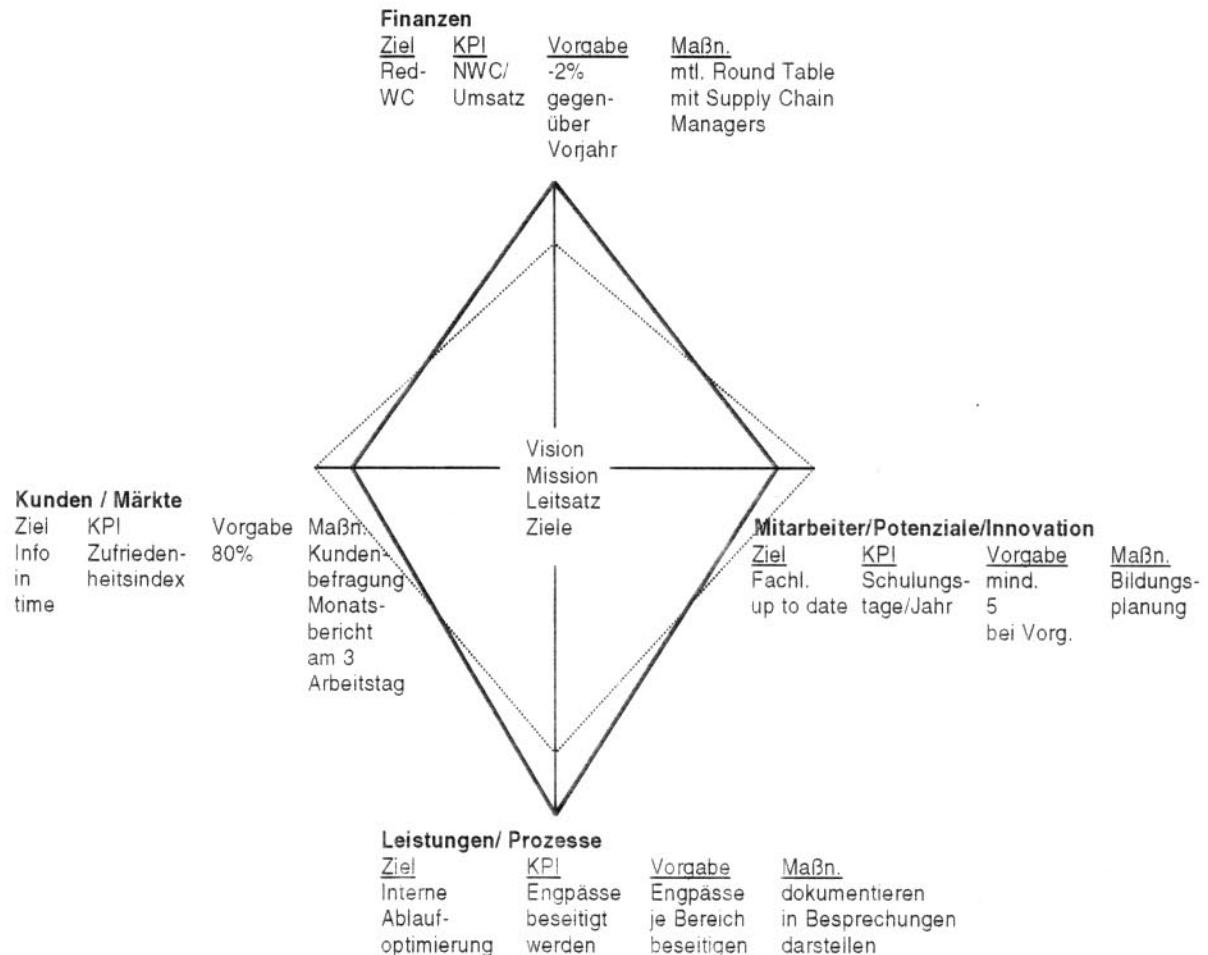 Finanzen
Ziel KPI Vorgabe Maßn.
Red- NWC/ -2% mtl. Round Table
WC Umsatz gegen- mit Supply Chain
über Managers
Vorjahr
Vision
Mission
Leitsatz
Ziele
Kunden / Märkte
Ziel KPI Vorgabe Maßn.
Info Zufrieden- 80% Kunden-
in heitsindex befragung
time Monats-
bericht
am 3
Arbeitstag
Mitarbeiter/Potenziale/Innovation
Ziel KPI Vorgabe Maßn.
Fachl. Schulungs- mind. Bildungs-
up to date tage/Jahr 5 planung
bei Vorg.
Leistungen/ Prozesse
Ziel KPI Vorgabe Maßn.
Interne Engpässe Engpässe dokumentieren
Ablauf- beseitigt je Bereich in Besprechungen
optimierung werden beseitigen darstellen